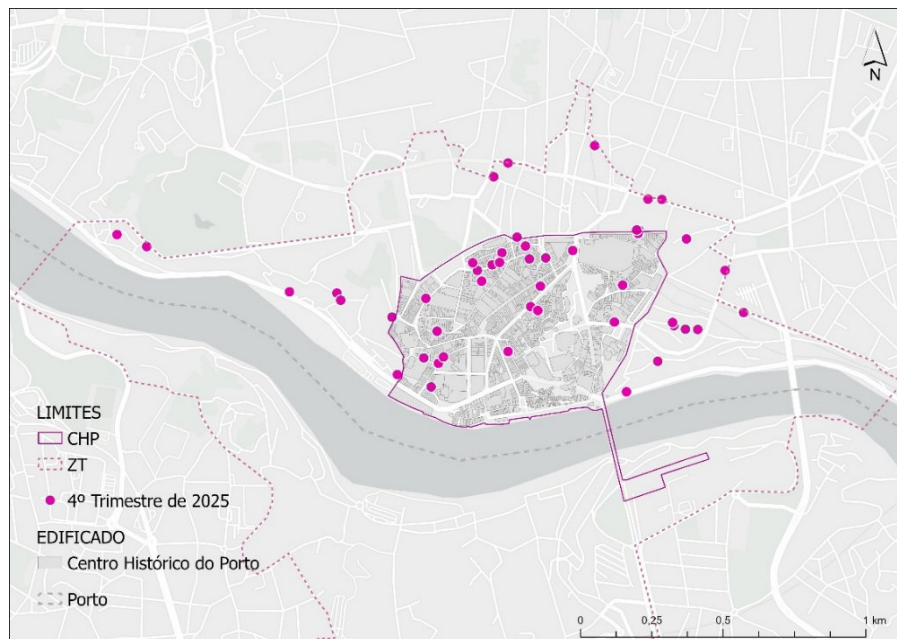 N
LIMITES
CHP
ZT
4º Trimestre de 2025
EDIFICADO
Centro Histórico do Porto
Porto
0 0,25 0,5 1 km